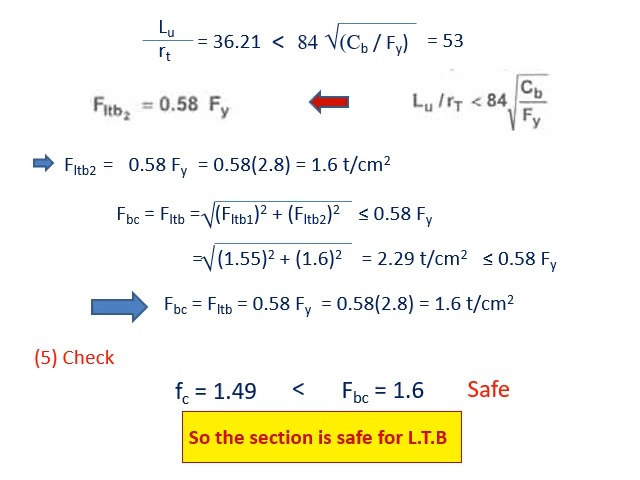 Lu / rt = 36.21 < 84 √(Cb / Fy) = 53
Fltb₂ = 0.58 Fy Lu /rT < 84 √(Cb / Fy)
Fltb2 = 0.58 Fy = 0.58(2.8) = 1.6 t/cm²
Fbc = Fltb =√(Fltb1)² + (Fltb2)² ≤ 0.58 Fy
=√(1.55)² + (1.6)² = 2.29 t/cm² ≤ 0.58 Fy
Fbc = Fltb = 0.58 Fy = 0.58(2.8) = 1.6 t/cm²
(5) Check
fc = 1.49 < Fbc = 1.6 Safe
So the section is safe for L.T.B